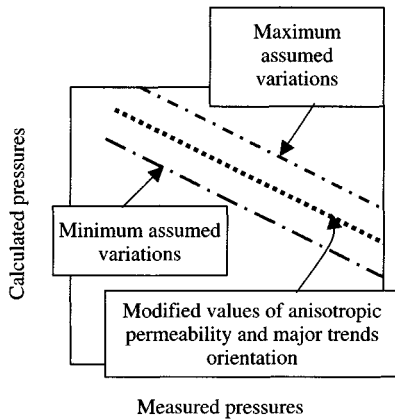 Maximum
assumed
variations
Calculated pressures
Minimum assumed
variations
Modified values of anisotropic
permeability and major trends
orientation
Measured pressures